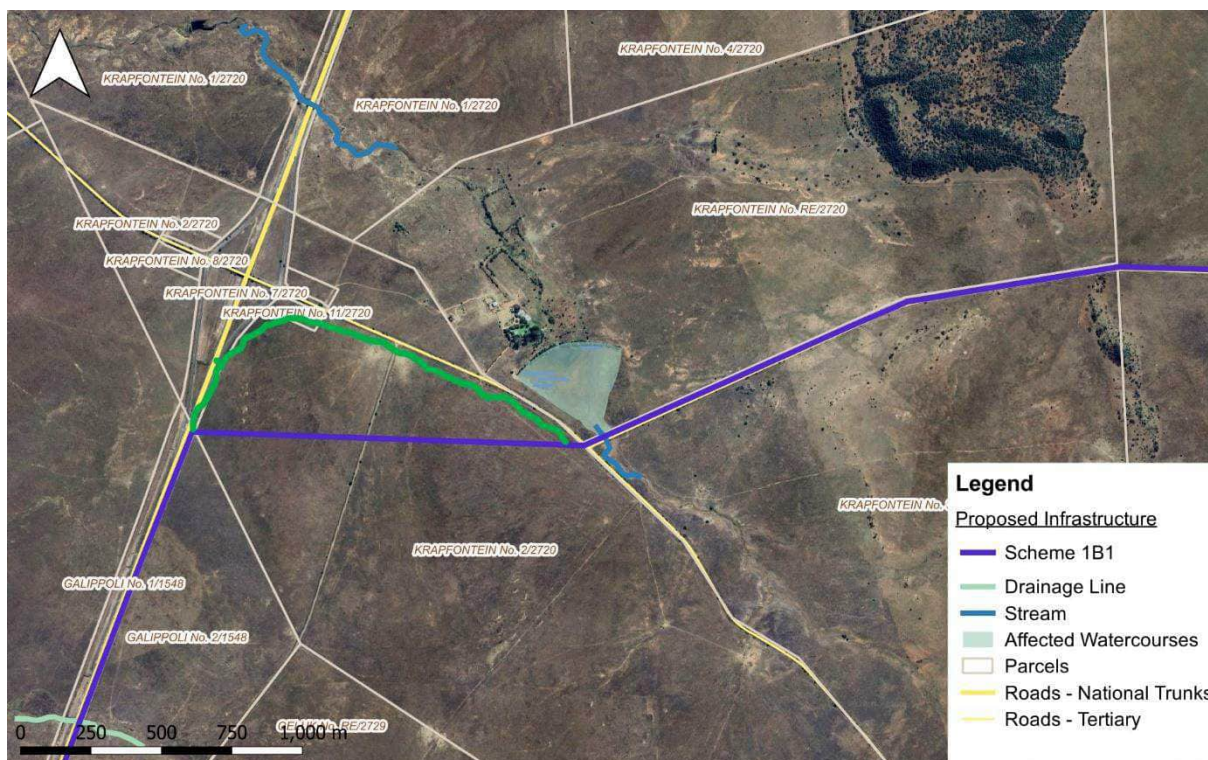 KRAPFONTEIN No. 4/2720
KRAPFONTEIN No. 1/2720
KRAPFONTEIN No. 1/2720
KRAPFONTEIN No. RE/2720
KRAPFONTEIN No. 2/2720
KRAPFONTEIN No. 8/2720
KRAPFONTEIN No. 7/2720
KRAPFONTEIN No. 11/2720
KRAPFONTEIN No.
KRAPFONTEIN No. 2/2720
GALIPPOLI No. 1/1548
GALIPPOLI No. 2/1548
No. RE/2729
0 250 500 750 1,000 m
Legend
Proposed Infrastructure
Scheme 1B1
Drainage Line
Stream
Affected Watercourses
Parcels
Roads - National Trunks
Roads - Tertiary